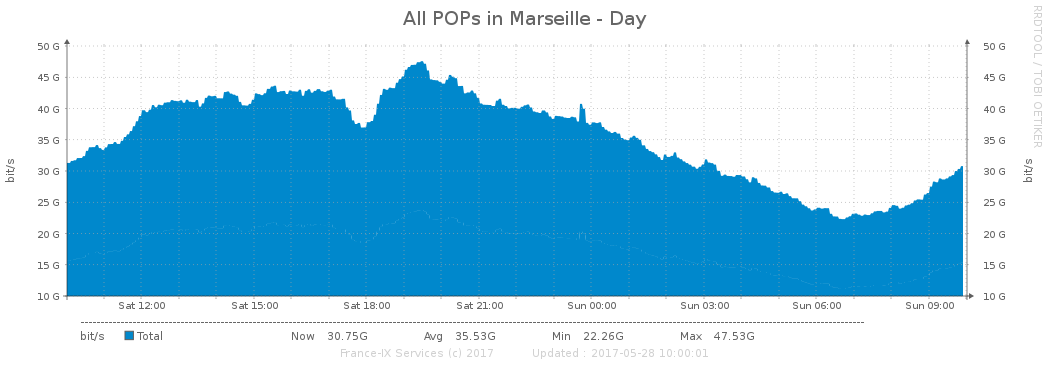 All POPs in Marseille - Day
RRDTOOL / TOBI OETIKER
50 G 50 G
45 G 45 G
40 G 40 G
35 G 35 G
30 G 30 G
25 G 25 G
20 G 20 G
15 G 15 G
10 G 10 G
bit/s bit/s
Sat 12:00 Sat 15:00 Sat 18:00 Sat 21:00 Sun 00:00 Sun 03:00 Sun 06:00 Sun 09:00
bit/s Total Now 30.75G Avg 35.53G Min 22.26G Max 47.53G
France-IX Services (c) 2017 Updated : 2017-05-28 10:00:01